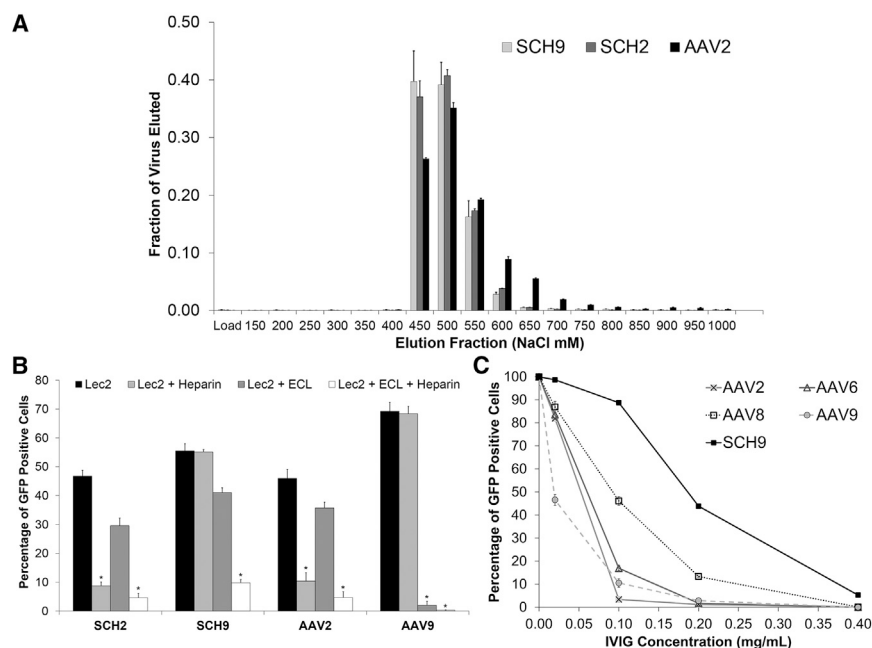 A
SCH9 SCH2 AAV2
Fraction of Virus Eluted
0.50
0.40
0.30
0.20
0.10
0.00
Load 150 200 250 300 350 400 450 500 550 600 650 700 750 800 850 900 950 1000
Elution Fraction (NaCl mM)
B
Lec2 Lec2 + Heparin Lec2 + ECL Lec2 + ECL + Heparin
Percentage of GFP Positive Cells
80
70
60
50
40
30
20
10
0
* * * * * * *
SCH2 SCH9 AAV2 AAV9
C
AAV2 AAV6
AAV8 AAV9
SCH9
Percentage of GFP Positive Cells
100
90
80
70
60
50
40
30
20
10
0
0.00 0.05 0.10 0.15 0.20 0.25 0.30 0.35 0.40
IVIG Concentration (mg/mL)